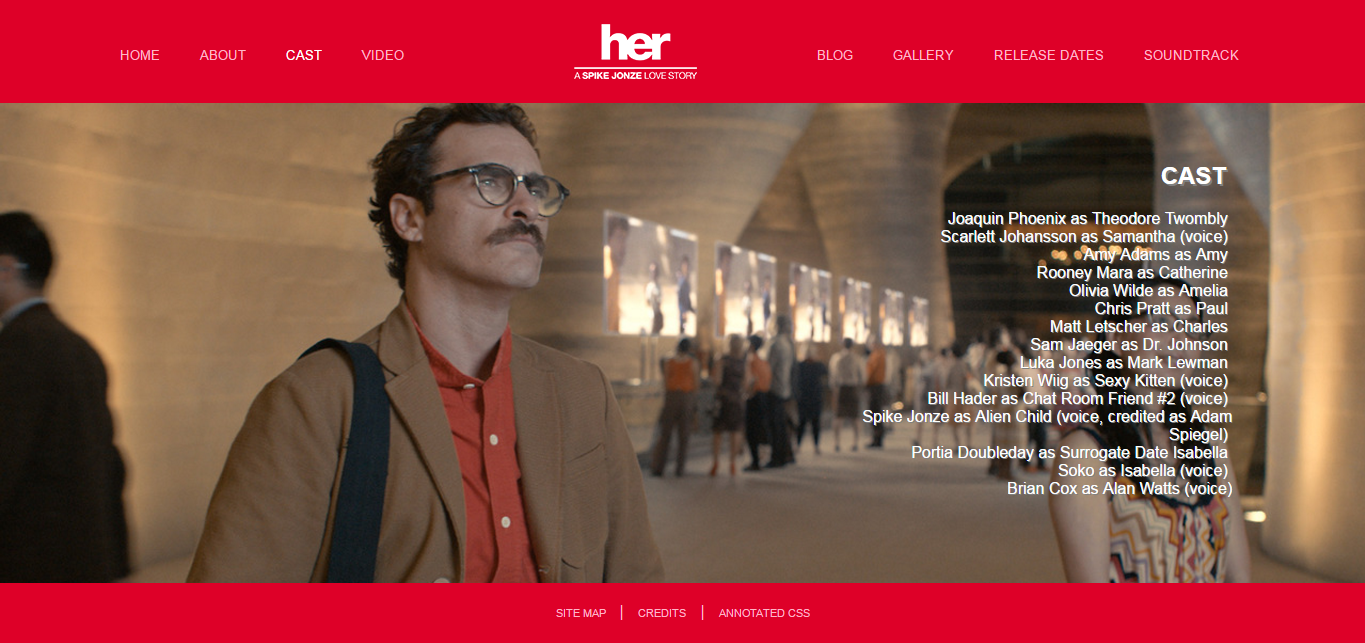 HOME
ABOUT
CAST
VIDEO
her
A SPIKE JONZE LOVE STORY
BLOG
GALLERY
RELEASE DATES
SOUNDTRACK
CAST
Joaquin Phoenix as Theodore Twombly
Scarlett Johansson as Samantha (voice)
Amy Adams as Amy
Rooney Mara as Catherine
Olivia Wilde as Amelia
Chris Pratt as Paul
Matt Letscher as Charles
Sam Jaeger as Dr. Johnson
Luka Jones as Mark Lewman
Kristen Wiig as Sexy Kitten (voice)
Bill Hader as Chat Room Friend #2 (voice)
Spike Jonze as Alien Child (voice, credited as Adam
Spiegel)
Portia Doubleday as Surrogate Date Isabella
Soko as Isabella (voice)
Brian Cox as Alan Watts (voice)
SITE MAP | CREDITS | ANNOTATED CSS